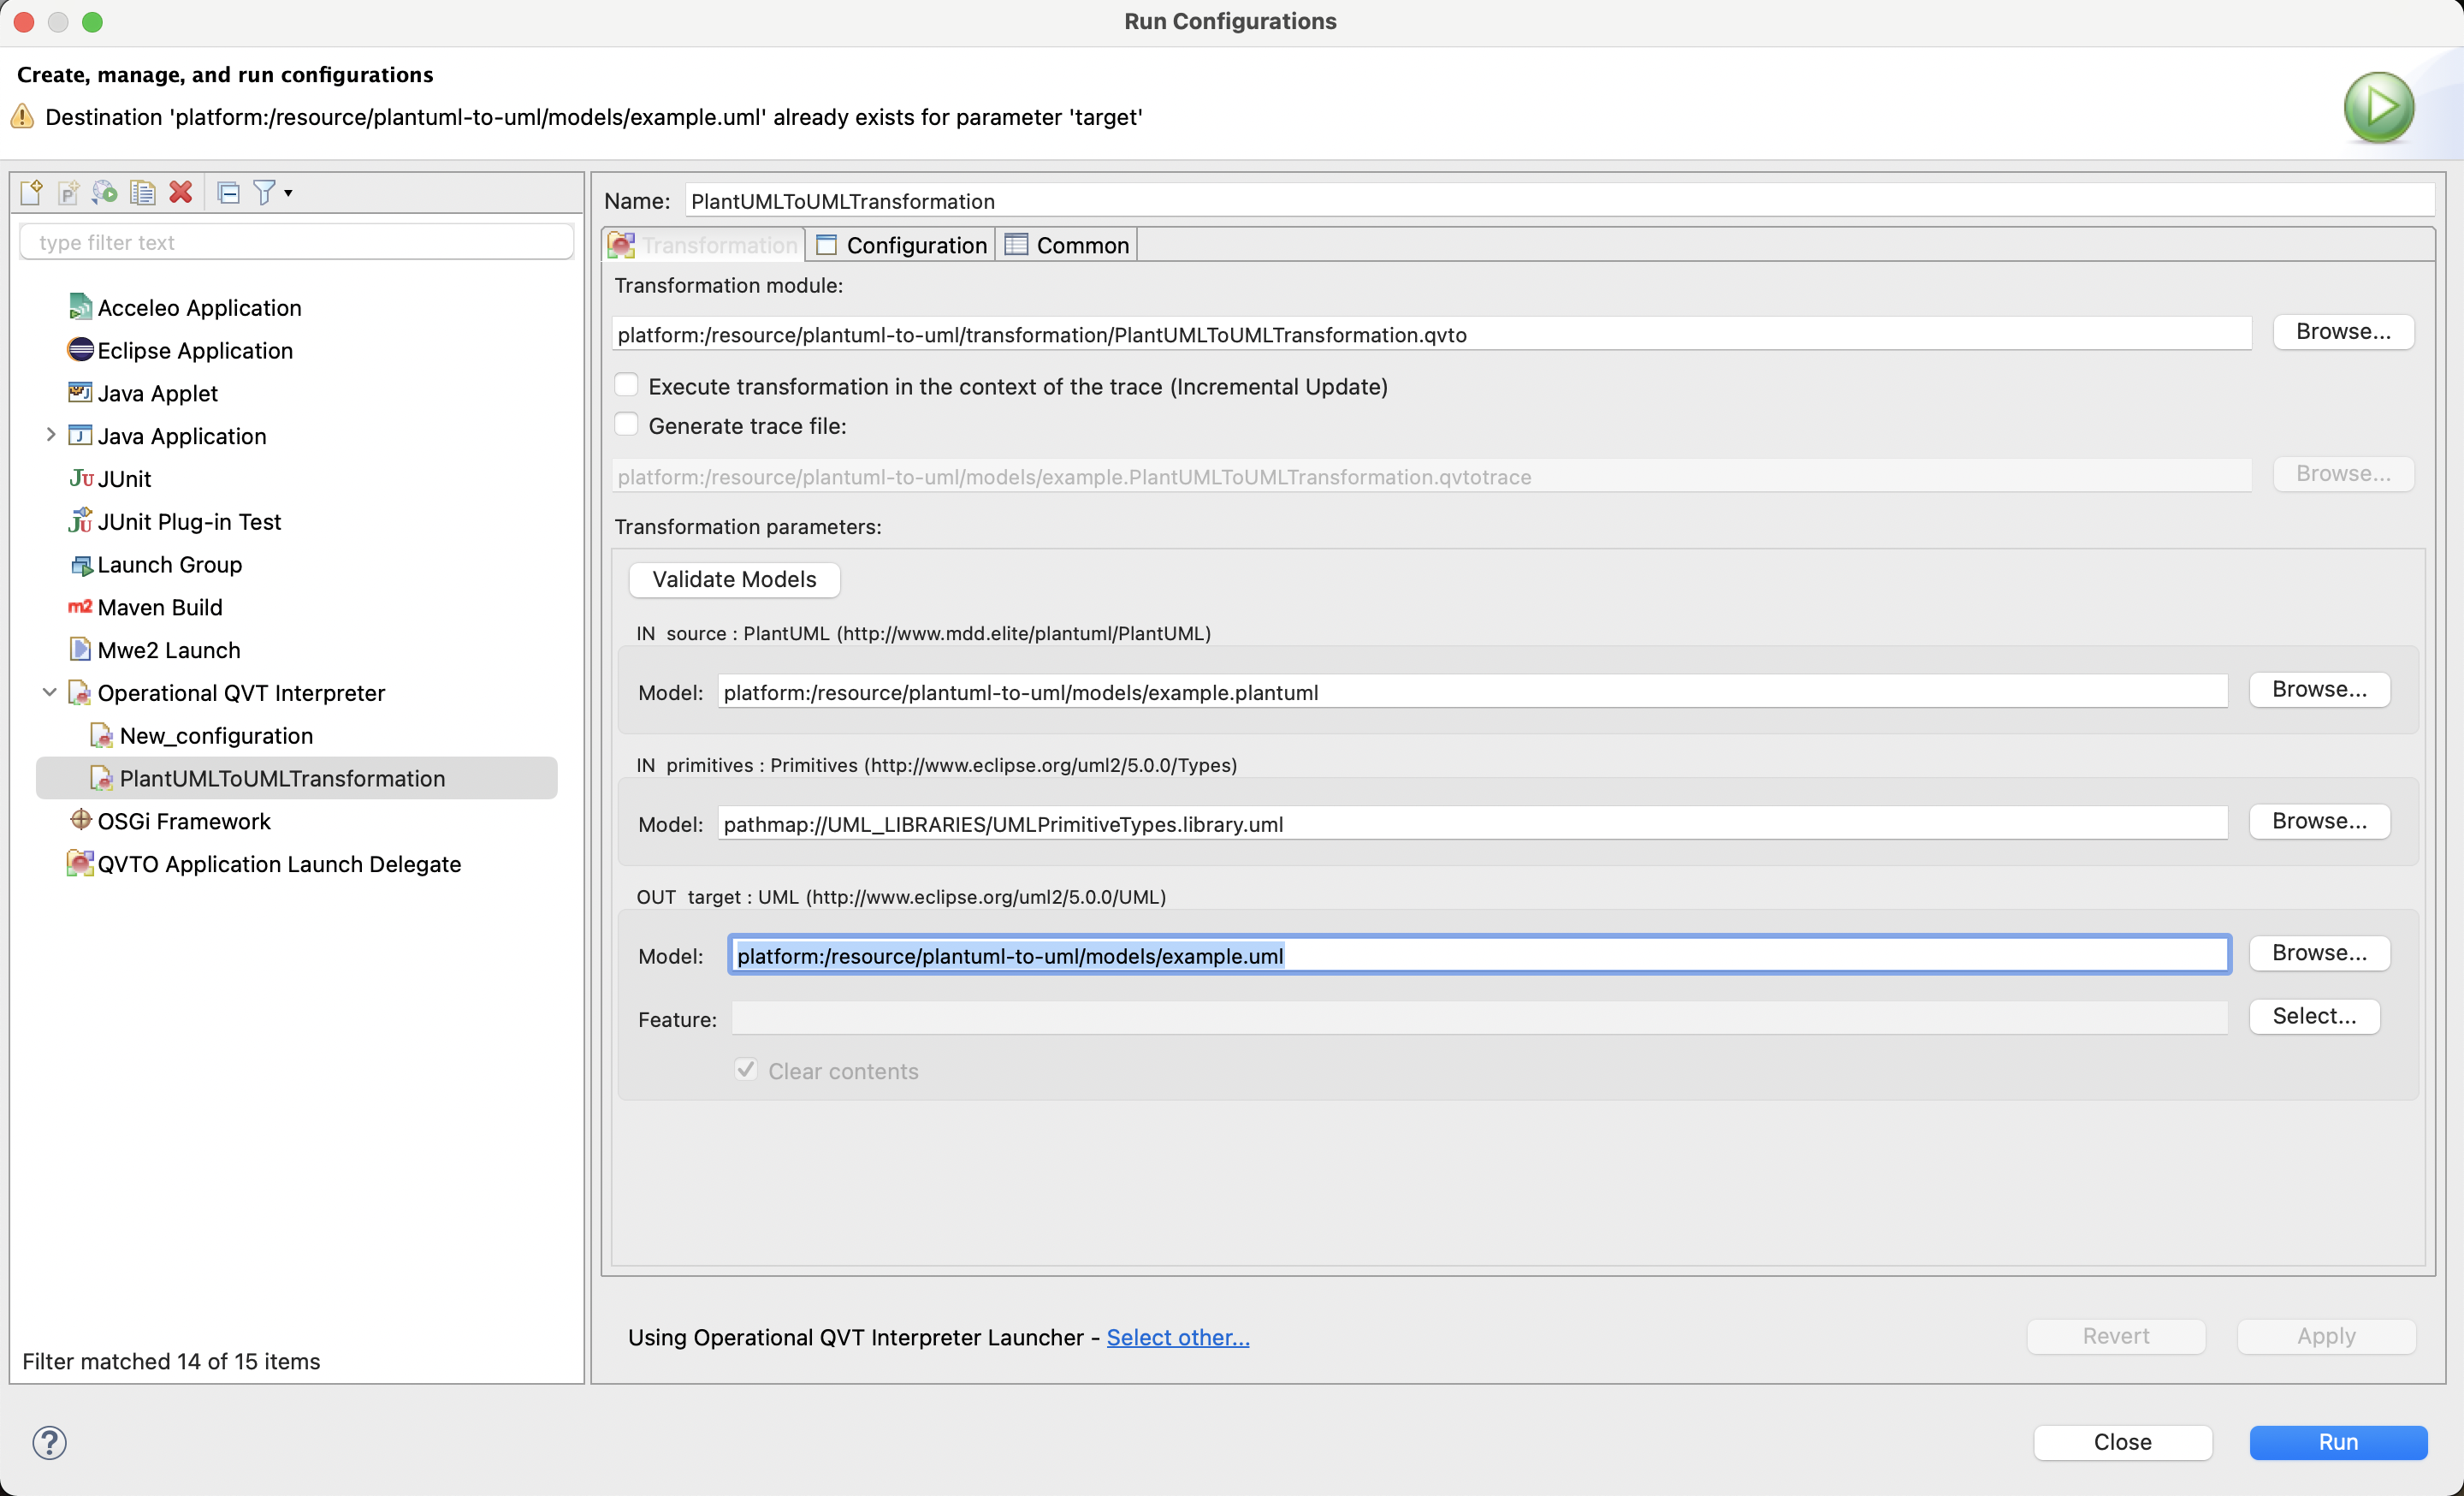 Run Configurations
Create, manage, and run configurations
Destination 'platform:/resource/plantuml-to-uml/models/example.uml' already exists for parameter 'target'
type filter text
Acceleo Application
Eclipse Application
Java Applet
Java Application
JUnit
JUnit Plug-in Test
Launch Group
Maven Build
Mwe2 Launch
Operational QVT Interpreter
New_configuration
PlantUMLToUMLTransformation
OSGi Framework
QVTO Application Launch Delegate
Filter matched 14 of 15 items
Name: PlantUMLToUMLTransformation
Transformation Configuration Common
Transformation module:
platform:/resource/plantuml-to-uml/transformation/PlantUMLToUMLTransformation.qvto Browse...
Execute transformation in the context of the trace (Incremental Update)
Generate trace file:
platform:/resource/plantuml-to-uml/models/example.PlantUMLToUMLTransformation.qvtotrace Browse...
Transformation parameters:
Validate Models
IN source : PlantUML (http://www.mdd.elite/plantuml/PlantUML)
Model: platform:/resource/plantuml-to-uml/models/example.plantuml Browse...
IN primitives : Primitives (http://www.eclipse.org/uml2/5.0.0/Types)
Model: pathmap://UML_LIBRARIES/UMLPrimitiveTypes.library.uml Browse...
OUT target : UML (http://www.eclipse.org/uml2/5.0.0/UML)
Model: platform:/resource/plantuml-to-uml/models/example.uml Browse...
Feature: Select...
Clear contents
Using Operational QVT Interpreter Launcher - Select other... Revert Apply
Close Run